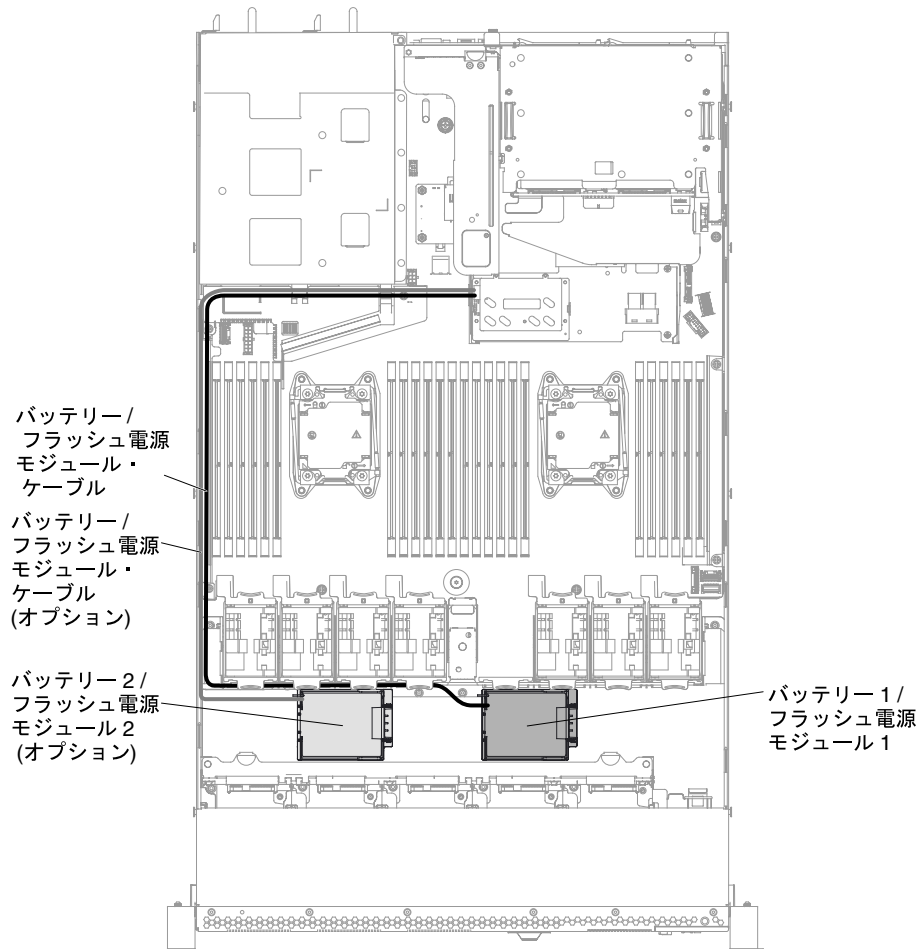 バッテリー /
フラッシュ電源
モジュール・
ケーブル
バッテリー /
フラッシュ電源
モジュール・
ケーブル
(オプション)
バッテリー 2 /
フラッシュ電源
モジュール 2
(オプション)
バッテリー 1 /
フラッシュ電源
モジュール 1